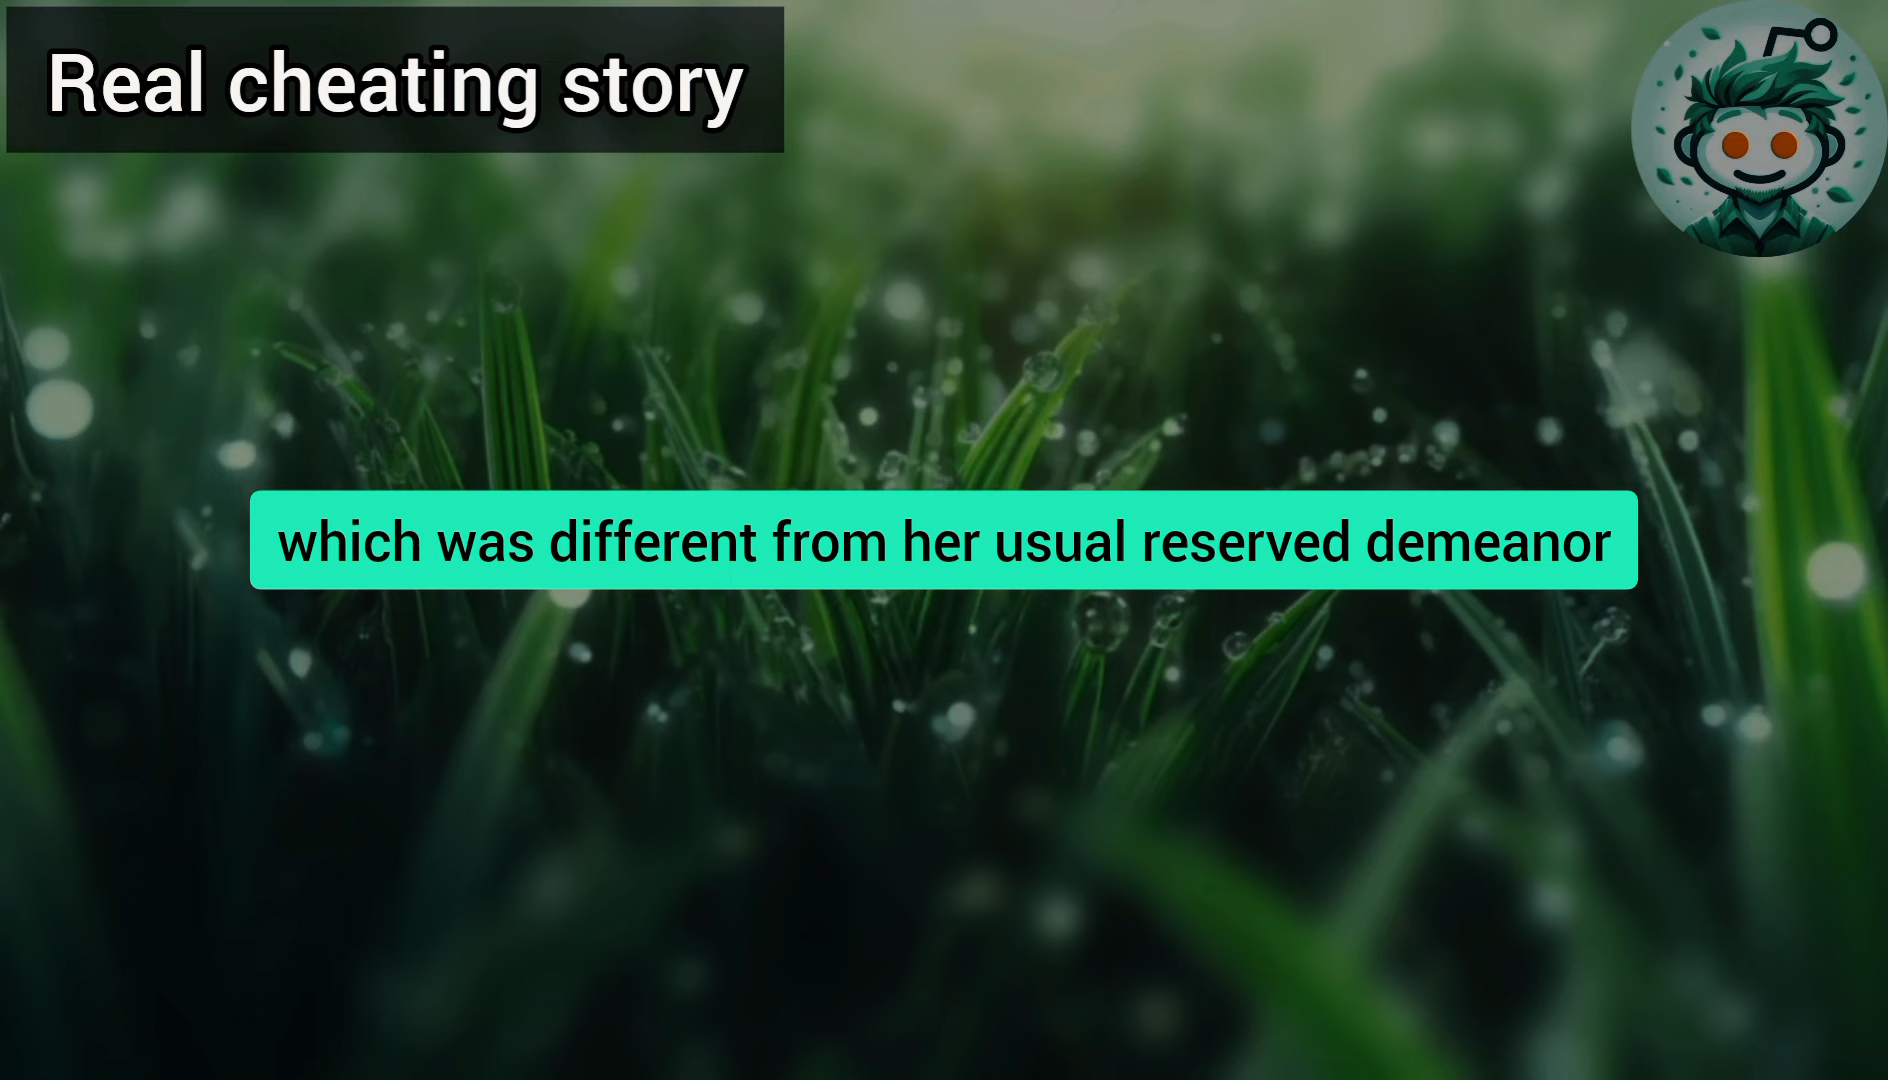 Real cheating story
which was different from her usual reserved demeanor